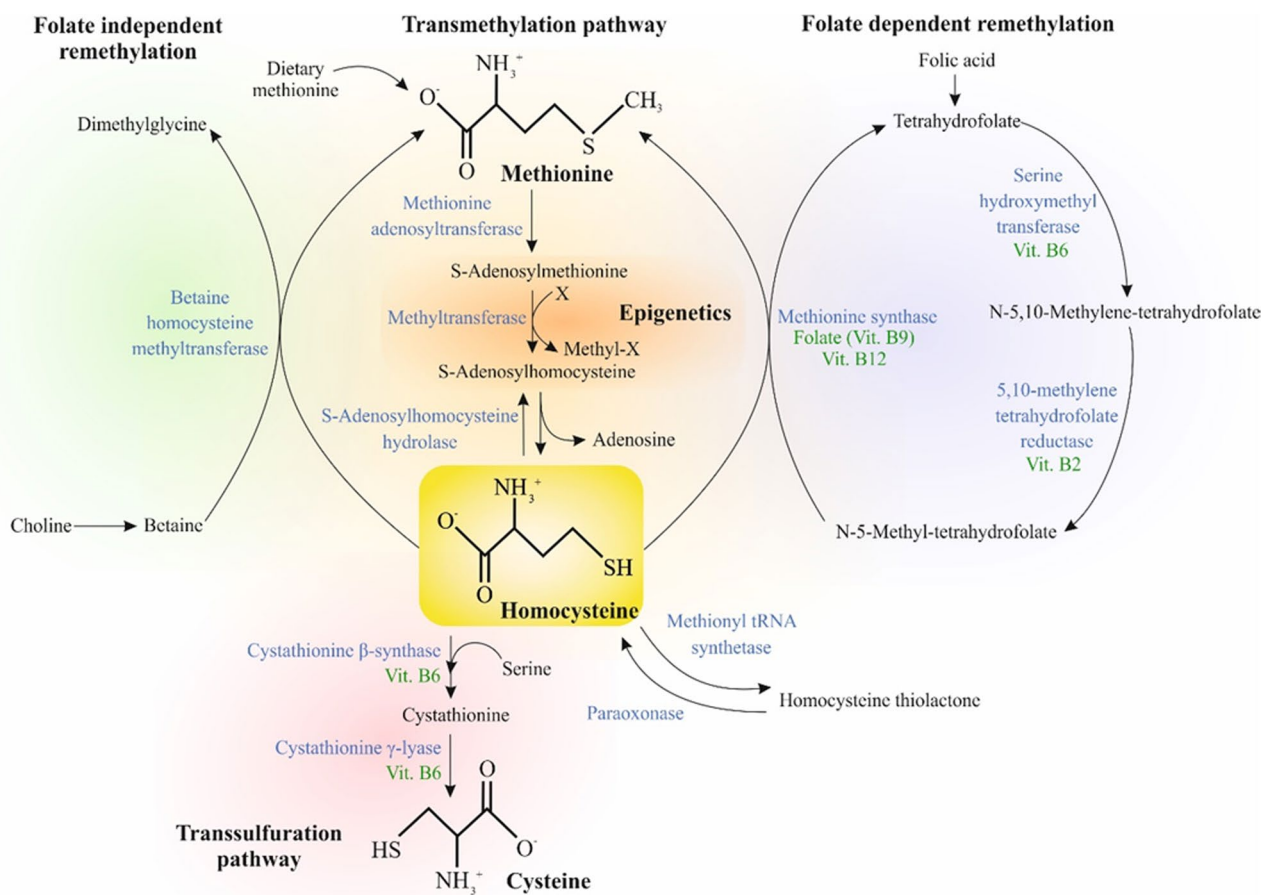 Folate independent
remethylation
Transmethylation pathway
Folate dependent remethylation
Dietary
methionine
NH3+
O-
CH3
S
O
Methionine
Folic acid
Tetrahydrofolate
Dimethylglycine
Methionine
adenosyltransferase
Serine
hydroxymethyl
transferase
Vit. B6
S-Adenosylmethionine
X
Methyltransferase
Epigenetics
Methyl-X
S-Adenosylhomocysteine
Betaine
homocysteine
methyltransferase
Methionine synthase
Folate (Vit. B9)
Vit. B12
N-5,10-Methylene-tetrahydrofolate
S-Adenosylhomocysteine
hydrolase
Adenosine
5,10-methylene
tetrahydrofolate
reductase
Vit. B2
Choline
Betaine
N-5-Methyl-tetrahydrofolate
NH3+
O-
SH
O
Homocysteine
Cystathionine β-synthase
Vit. B6
Serine
Methionyl tRNA
synthetase
Homocysteine thiolactone
Paraoxonase
Cystathionine
Cystathionine γ-lyase
Vit. B6
Transsulfuration
pathway
O
HS
O-
NH3+
Cysteine